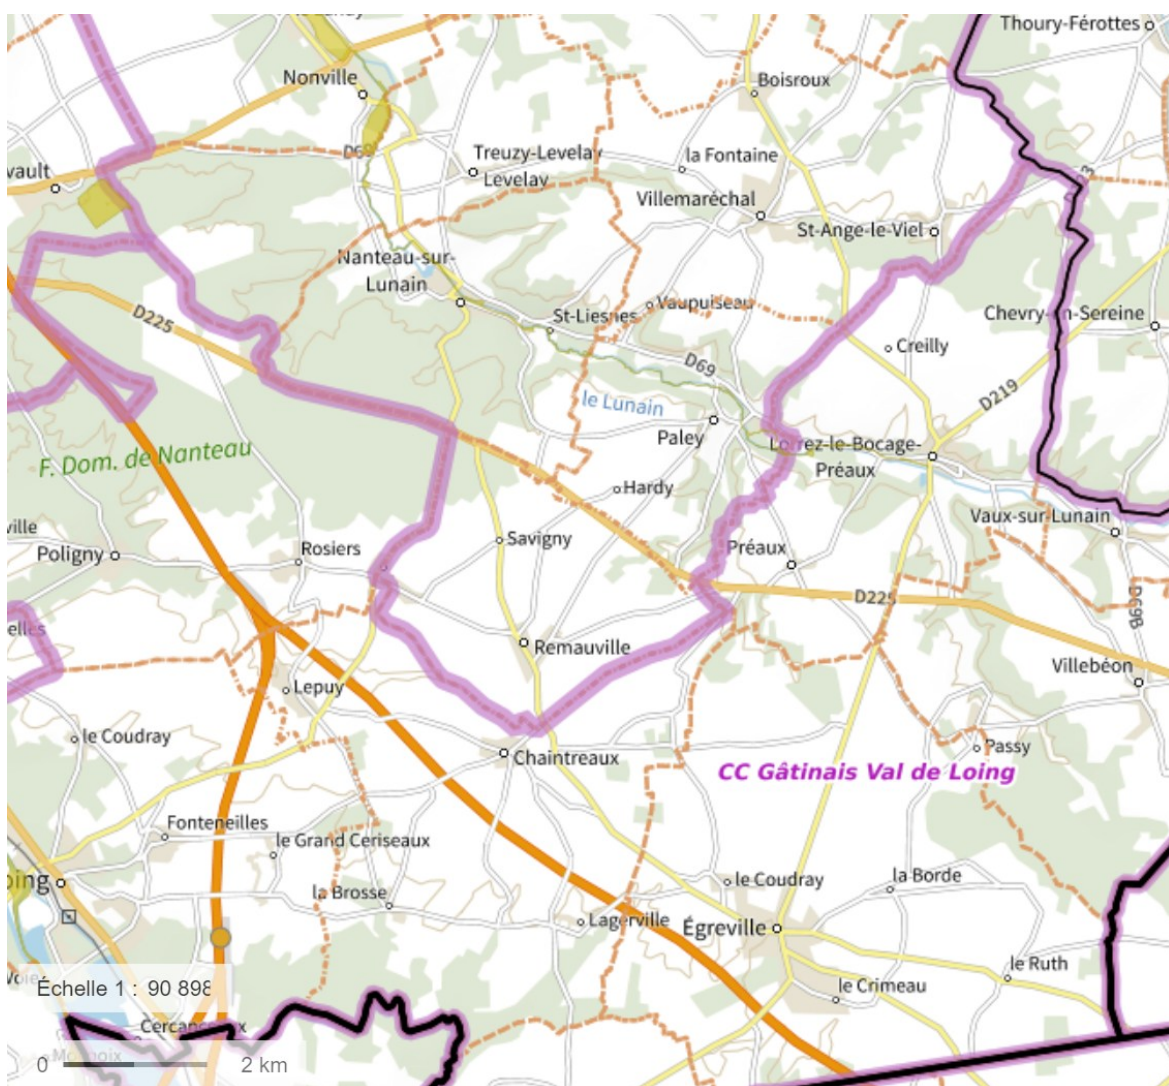 Thoury-Férottes
Nonville
Boisroux
D69
Treuzy-Levelay
Levelay
la Fontaine
vault
Villemaréchal
St-Ange-le-Viel
Nanteau-sur-
Lunain
St-Liesnes
Vaupuiseau
Chevry-en-Sereine
D225
Creilly
D69
D219
le Lunain
Paley
Lorrez-le-Bocage-
Préaux
F. Dom. de Nanteau
Hardy
Vaux-sur-Lunain
ville
Poligny
Rosiers
Savigny
Préaux
D225
D69B
elles
Remauville
Villebéon
Lepuy
le Coudray
Chaintreaux
Passy
CC Gâtinais Val de Loing
Fonteneilles
le Grand Ceriseaux
oing
la Brosse
le Coudray
la Borde
Lagerville
Égreville
le Ruth
le Crimeau
Échelle 1 : 90 898
0 2 km